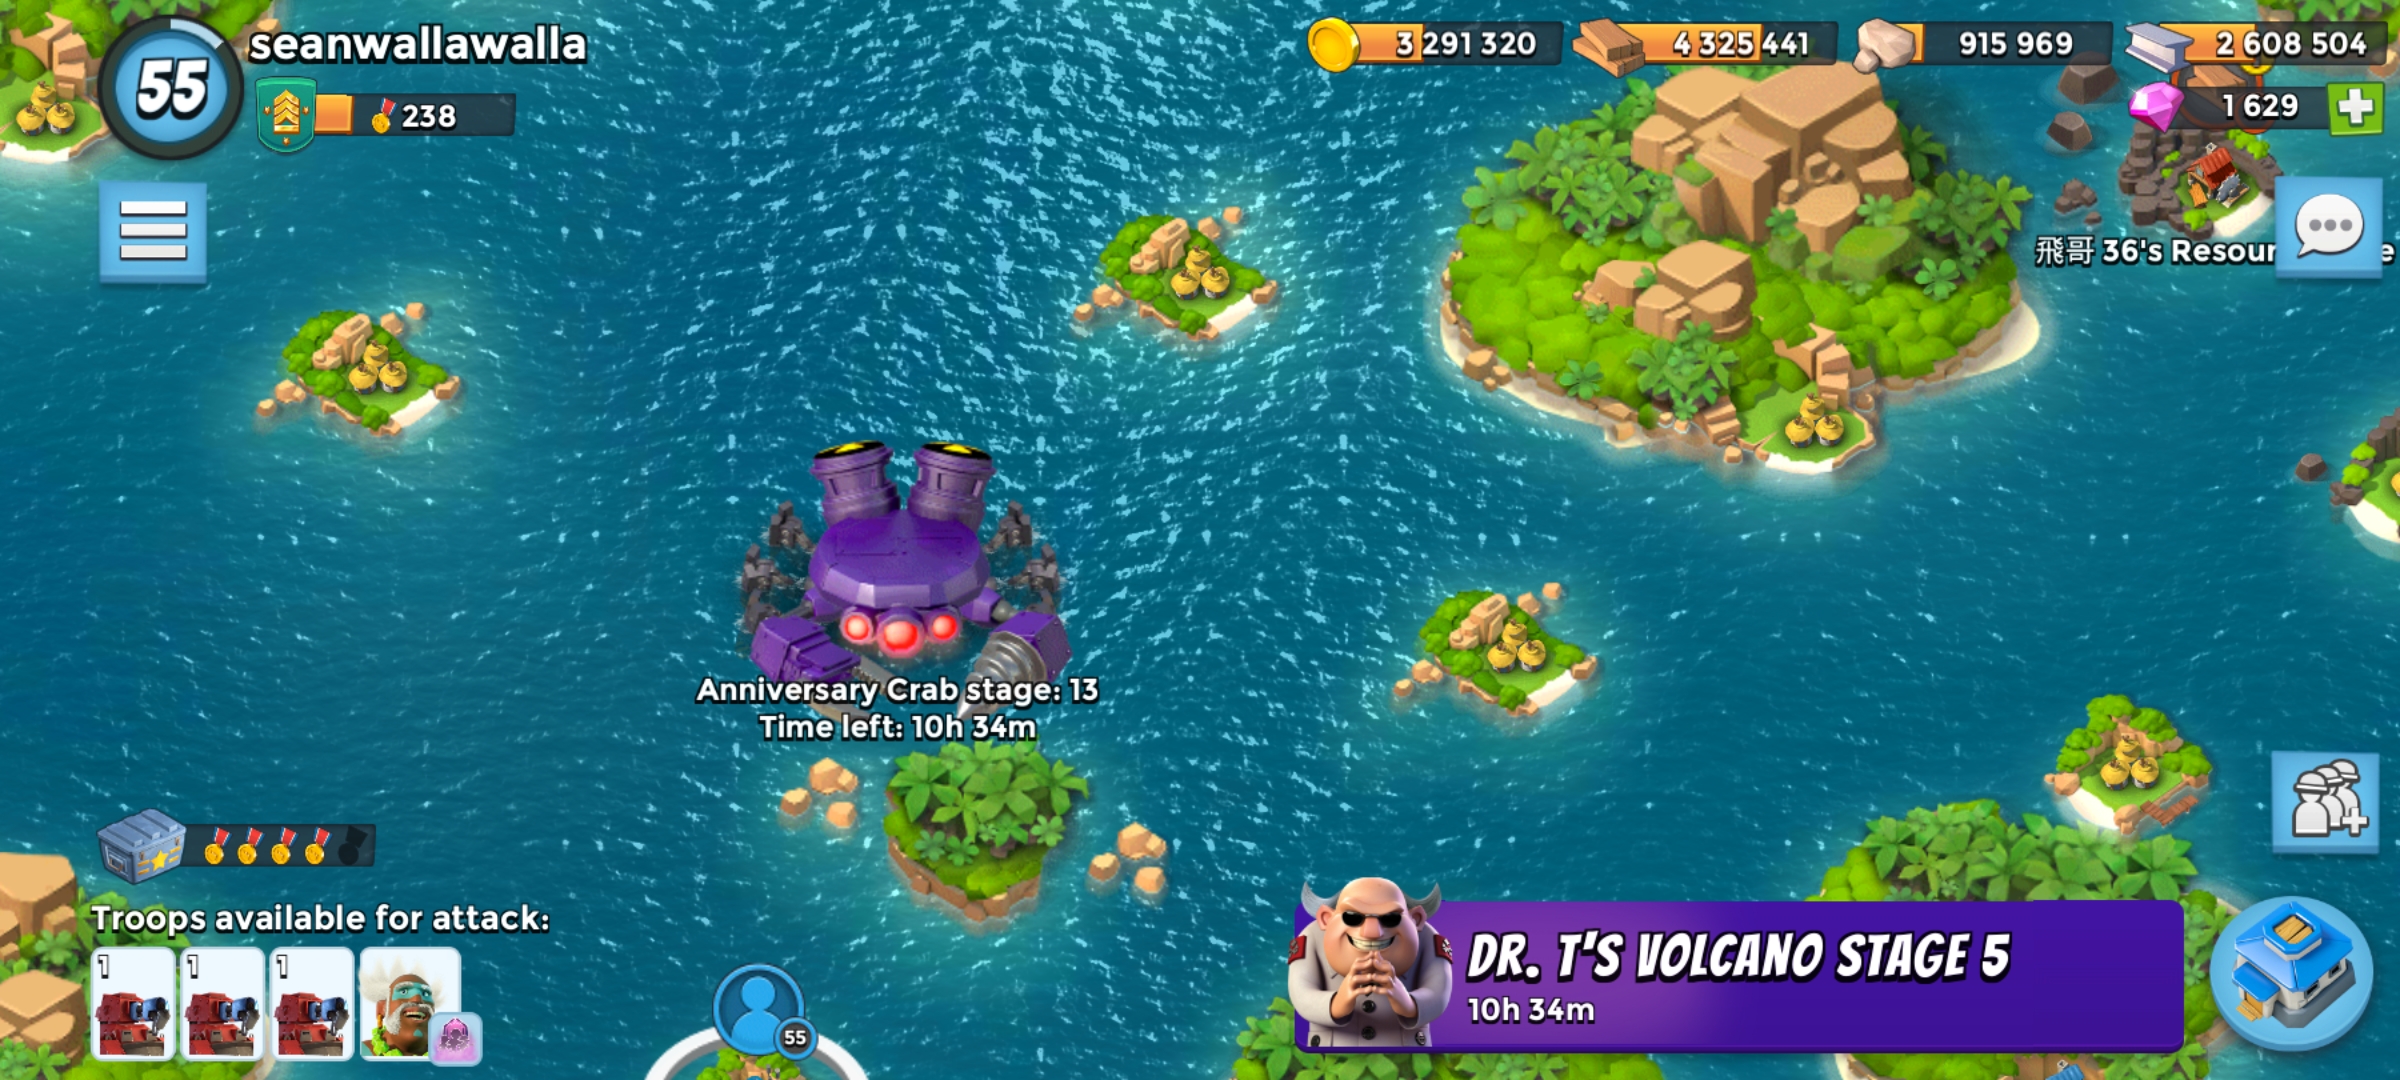 55
seanwallawalla
238
3 291 320
4 325 441
915 969
2 608 504
1 629
飛哥 36's Resour
Anniversary Crab stage: 13
Time left: 10h 34m
Troops available for attack:
1
1
1
55
DR. T'S VOLCANO STAGE 5
10h 34m